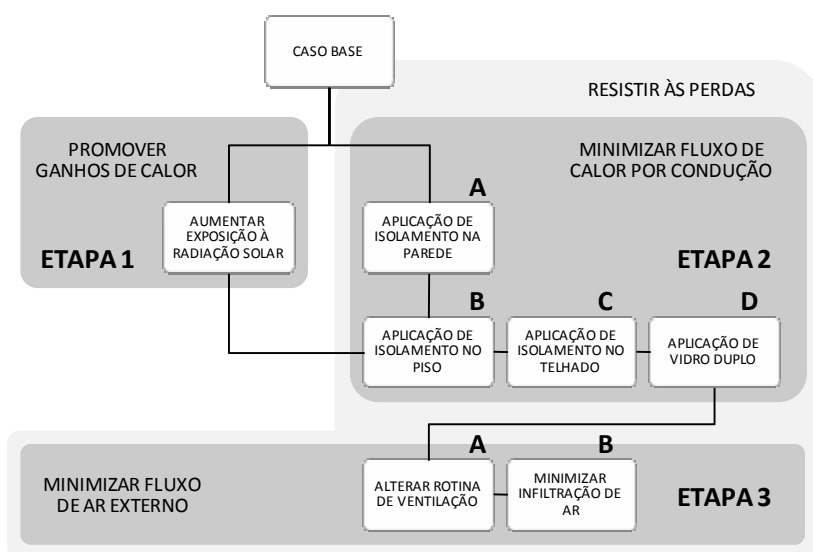 CASO BASE
RESISTIR ÀS PERDAS
PROMOVER
GANHOS DE CALOR
AUMENTAR
EXPOSIÇÃO À
RADIAÇÃO SOLAR
ETAPA 1
MINIMIZAR FLUXO DE
CALOR POR CONDUÇÃO
A
APLICAÇÃO DE
ISOLAMENTO NA
PAREDE
ETAPA 2
B
APLICAÇÃO DE
ISOLAMENTO NO
PISO
C
APLICAÇÃO DE
ISOLAMENTO NO
TELHADO
D
APLICAÇÃO DE
VIDRO DUPLO
MINIMIZAR FLUXO
DE AR EXTERNO
A
ALTERAR ROTINA
DE VENTILAÇÃO
B
MINIMIZAR
INFILTRAÇÃO DE
AR
ETAPA 3